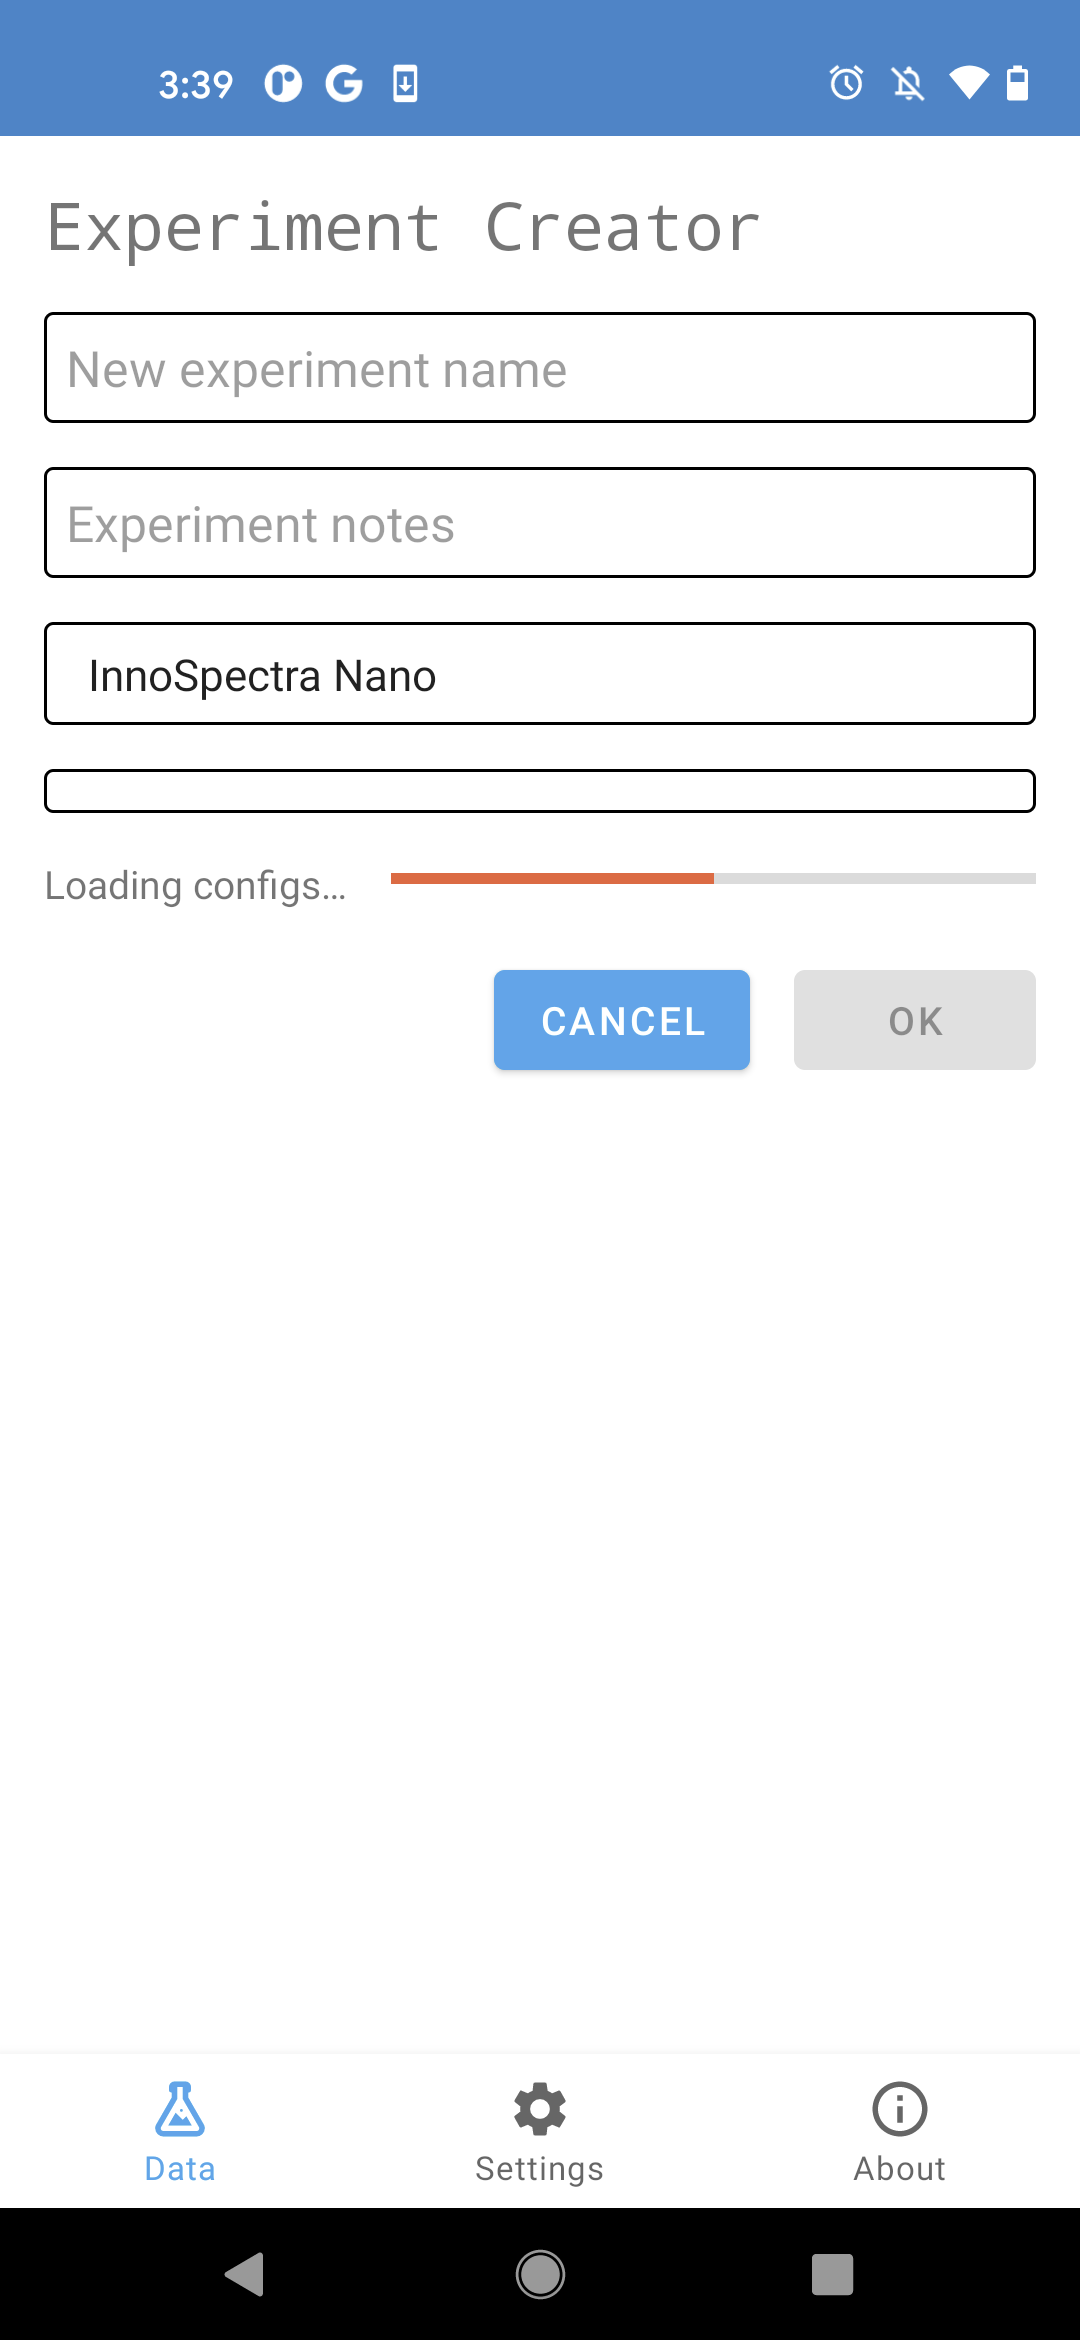 3:39
Experiment Creator
New experiment name
Experiment notes
InnoSpectra Nano
Loading configs...
CANCEL OK
Data Settings About